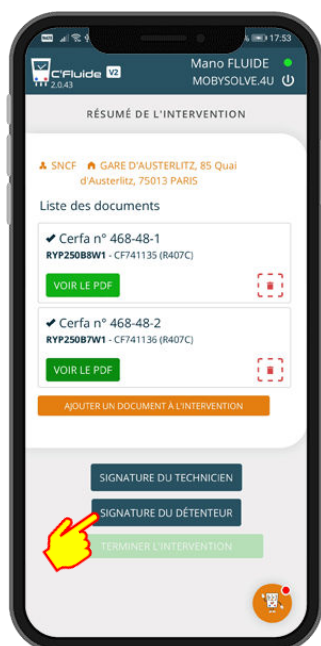 17:53
C'Fluide V2
2.0.43
Mano FLUIDE
MOBYSOLVE.4U
RÉSUMÉ DE L'INTERVENTION
SNCF GARE D'AUSTERLITZ, 85 Quai
d'Austerlitz, 75013 PARIS
Liste des documents
Cerfa n° 468-48-1
RYP250B8W1 - CF741135 (R407C)
VOIR LE PDF
Cerfa n° 468-48-2
RYP250B7W1 - CF741136 (R407C)
VOIR LE PDF
AJOUTER UN DOCUMENT À L'INTERVENTION
SIGNATURE DU TECHNICIEN
SIGNATURE DU DÉTENTEUR
TERMINER L'INTERVENTION